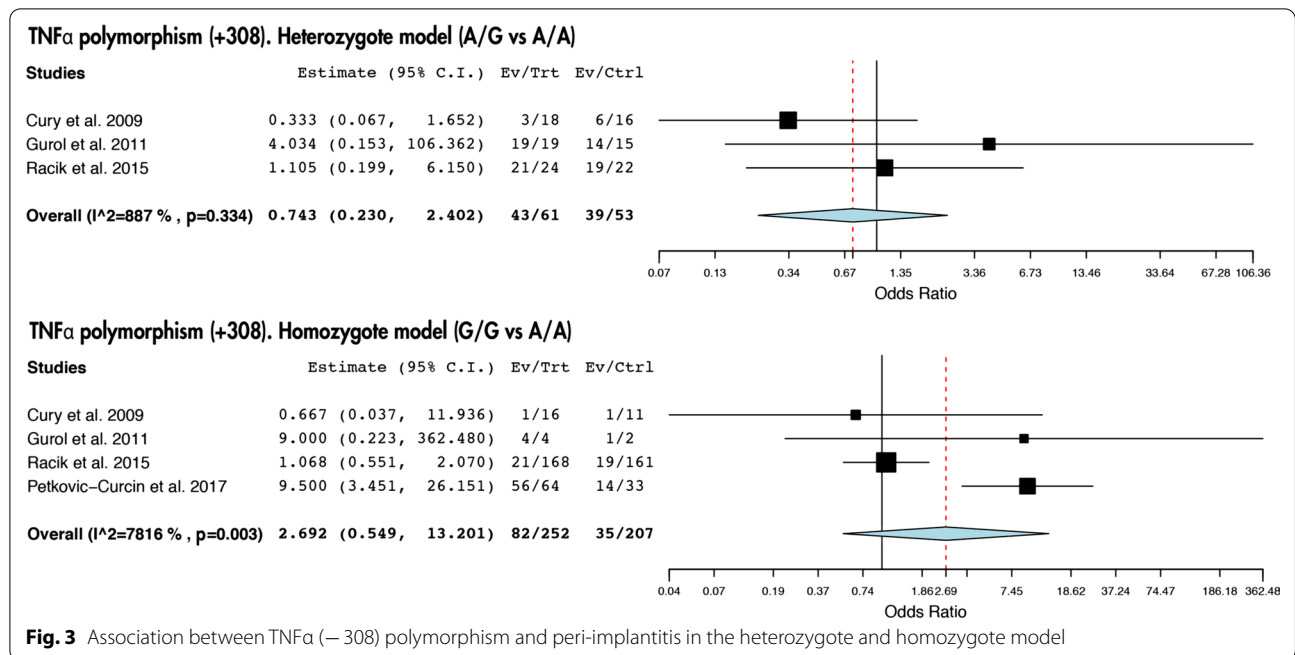 TNFα polymorphism (+308). Heterozygote model (A/G vs A/A)
Studies Estimate (95% C.I.) Ev/Trt Ev/Ctrl
Cury et al. 2009 0.333 (0.067, 1.652) 3/18 6/16
Gurol et al. 2011 4.034 (0.153, 106.362) 19/19 14/15
Racik et al. 2015 1.105 (0.199, 6.150) 21/24 19/22
Overall (I^2=887 % , p=0.334) 0.743 (0.230, 2.402) 43/61 39/53
0.07 0.13 0.34 0.67 1.35 3.36 6.73 13.46 33.64 67.28 106.36
Odds Ratio
TNFα polymorphism (+308). Homozygote model (G/G vs A/A)
Studies Estimate (95% C.I.) Ev/Trt Ev/Ctrl
Cury et al. 2009 0.667 (0.037, 11.936) 1/16 1/11
Gurol et al. 2011 9.000 (0.223, 362.480) 4/4 1/2
Racik et al. 2015 1.068 (0.551, 2.070) 21/168 19/161
Petkovic−Curcin et al. 2017 9.500 (3.451, 26.151) 56/64 14/33
Overall (I^2=7816 % , p=0.003) 2.692 (0.549, 13.201) 82/252 35/207
0.04 0.07 0.19 0.37 0.74 1.862.69 7.45 18.62 37.24 74.47 186.18 362.48
Odds Ratio
Fig. 3 Association between TNFα (−308) polymorphism and peri-implantitis in the heterozygote and homozygote model